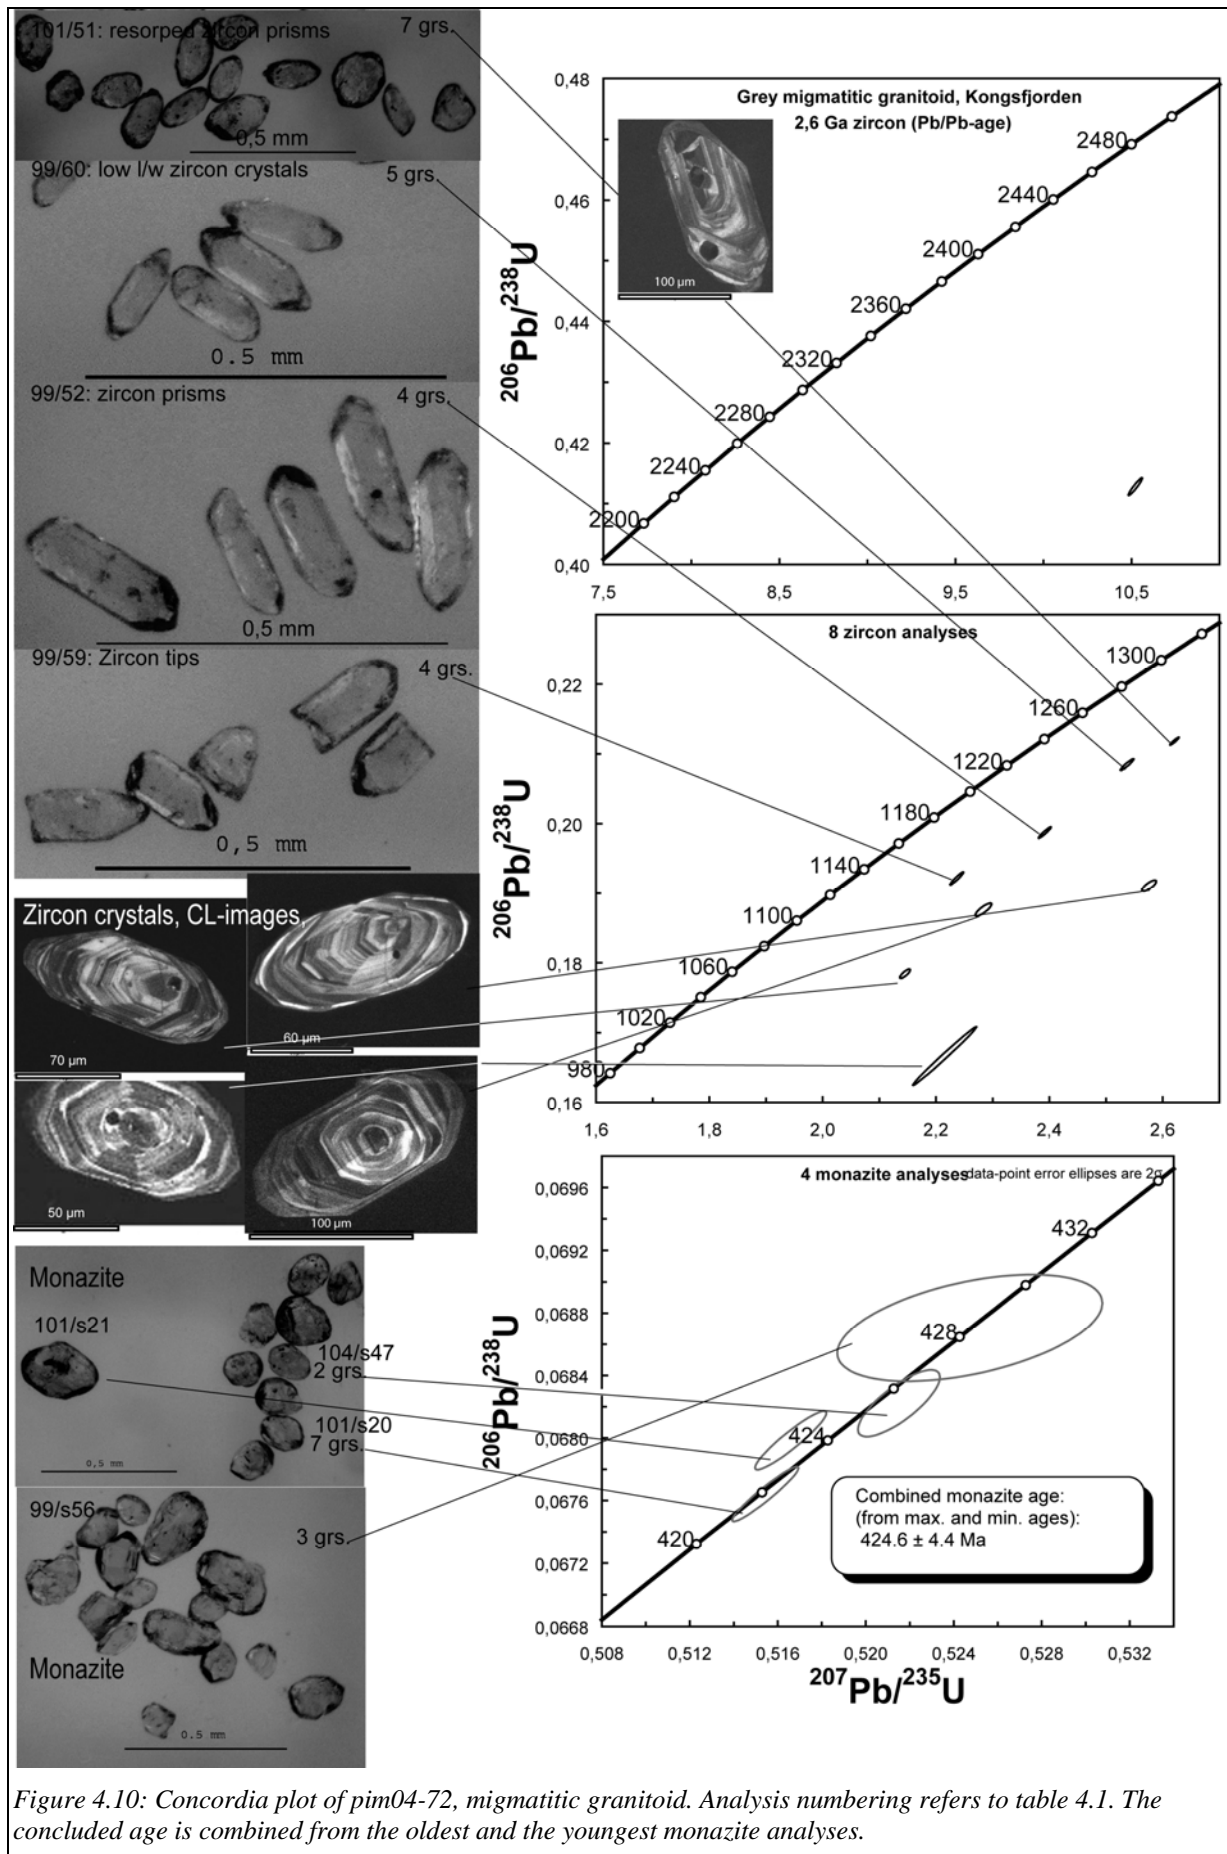 101/51: resorped zircon prisms
7 grs.
0,5 mm
99/60: low l/w zircon crystals
5 grs.
0.5 mm
99/52: zircon prisms
4 grs.
0,5 mm
99/59: Zircon tips
4 grs.
0,5 mm
Zircon crystals, CL-images,
70 µm
60 µm
50 µm
100 µm
Monazite
101/s21
104/s47
2 grs.
101/s20
7 grs.
0,5 mm
99/s56
3 grs.
Monazite
0.5 mm
Grey migmatitic granitoid, Kongsfjorden
2,6 Ga zircon (Pb/Pb-age)
100 µm
206Pb/238U
0,48
0,46
0,44
0,42
0,40
2480
2440
2400
2360
2320
2280
2240
2200
7,5 8,5 9,5 10,5
8 zircon analyses
206Pb/238U
0,22
0,20
0,18
0,16
1300
1260
1220
1180
1140
1100
1060
1020
980
1,6 1,8 2,0 2,2 2,4 2,6
4 monazite analyses data-point error ellipses are 2σ
206Pb/238U
0,0696
0,0692
0,0688
0,0684
0,0680
0,0676
0,0672
0,0668
432
428
424
420
Combined monazite age:
(from max. and min. ages):
424.6 ± 4.4 Ma
0,508 0,512 0,516 0,520 0,524 0,528 0,532
207Pb/235U
Figure 4.10: Concordia plot of pim04-72, migmatitic granitoid. Analysis numbering refers to table 4.1. The
concluded age is combined from the oldest and the youngest monazite analyses.